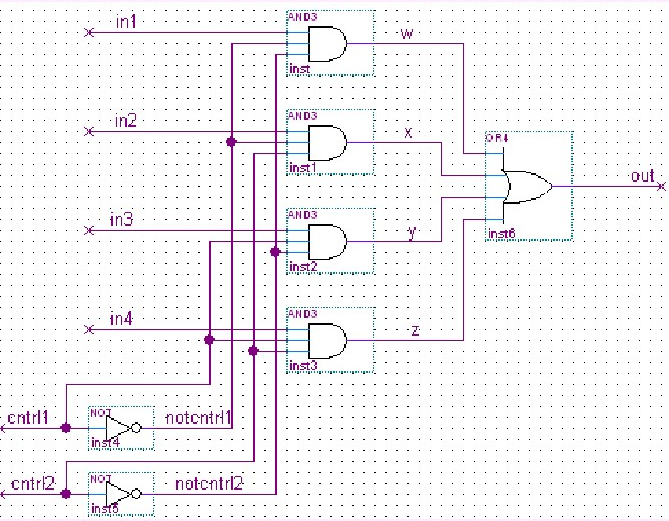 AND3
in1
w
inst
AND3
in2
x
inst1
OR4
out
AND3
in3
y
inst6
inst2
AND3
in4
z
inst3
NOT
cntrl1
notcntrl1
inst4
NOT
cntrl2
notcntrl2
inst5